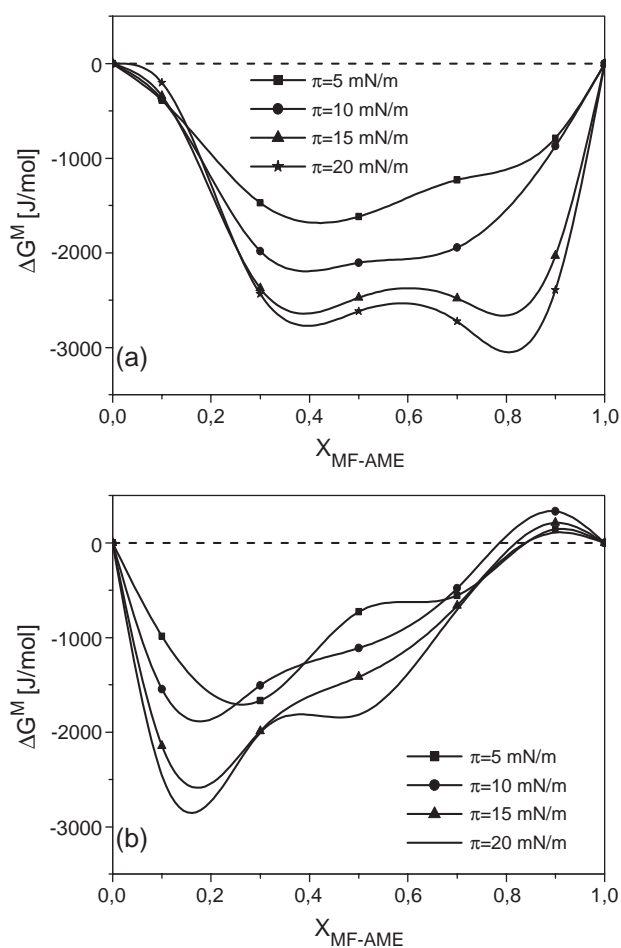 0
-1000
-2000
-3000
ΔG^M [J/mol]
π=5 mN/m
π=10 mN/m
π=15 mN/m
π=20 mN/m
(a)
0,0 0,2 0,4 0,6 0,8 1,0
X_MF-AME
0
-1000
-2000
-3000
ΔG^M [J/mol]
π=5 mN/m
π=10 mN/m
π=15 mN/m
π=20 mN/m
(b)
0,0 0,2 0,4 0,6 0,8 1,0
X_MF-AME